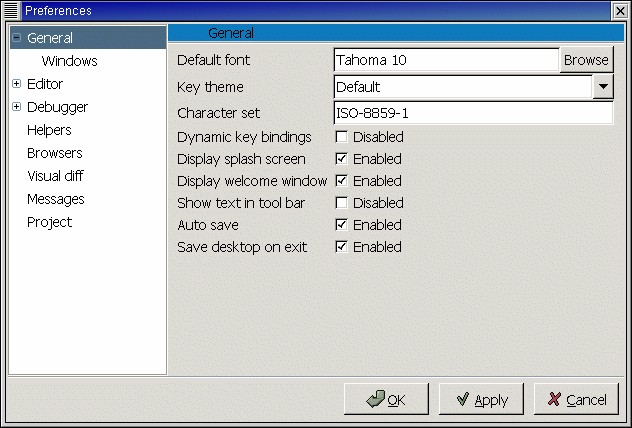 Preferences
General
Windows
Editor
Debugger
Helpers
Browsers
Visual diff
Messages
Project
General
Default font Tahoma 10 Browse
Key theme Default
Character set ISO-8859-1
Dynamic key bindings Disabled
Display splash screen Enabled
Display welcome window Enabled
Show text in tool bar Disabled
Auto save Enabled
Save desktop on exit Enabled
OK Apply Cancel